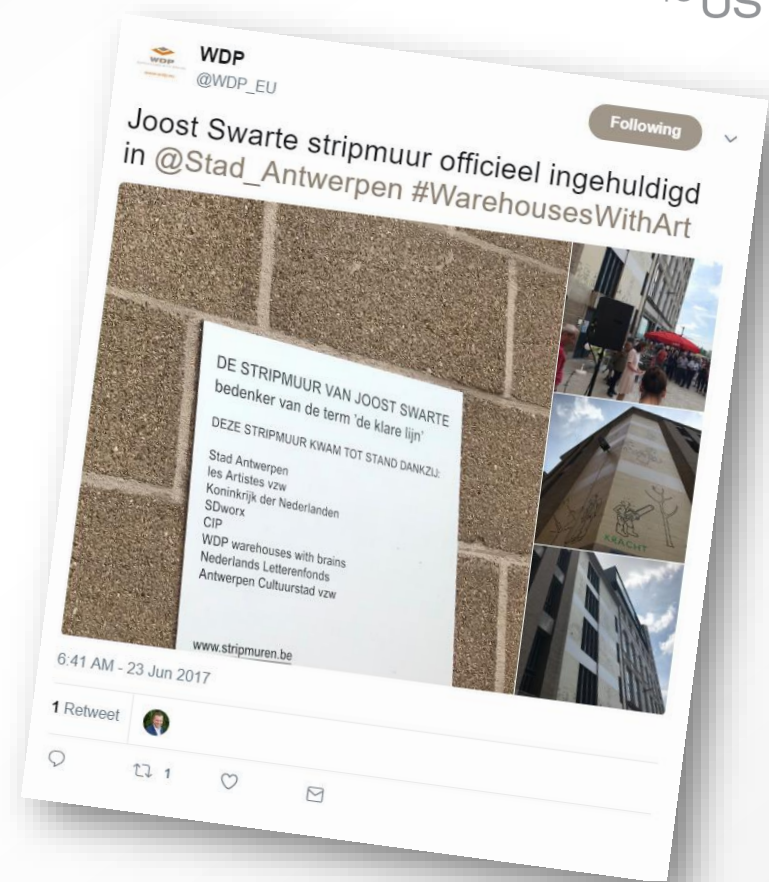 US
WDP
@WDP_EU
Following
Joost Swarte stripmuur officieel ingehuldigd
in @Stad_Antwerpen #WarehousesWithArt
DE STRIPMUUR VAN JOOST SWARTE
bedenker van de term 'de klare lijn'
DEZE STRIPMUUR KWAM TOT STAND DANKZIJ:
Stad Antwerpen
les Artistes vzw
Koninkrijk der Nederlanden
SDworx
CIP
WDP warehouses with brains
Nederlands Letterenfonds
Antwerpen Cultuurstad vzw
www.stripmuren.be
KRACHT
6:41 AM - 23 Jun 2017
1 Retweet
1